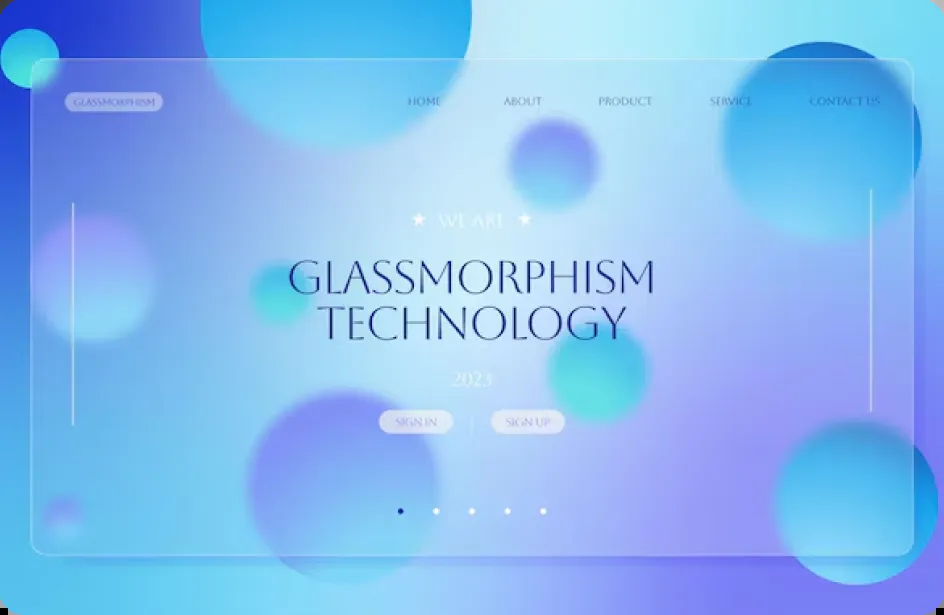 GLASSMORPHISM
HOME ABOUT PRODUCT SERVICE CONTACT US
WE ARE
GLASSMORPHISM
TECHNOLOGY
2023
SIGN IN SIGN UP